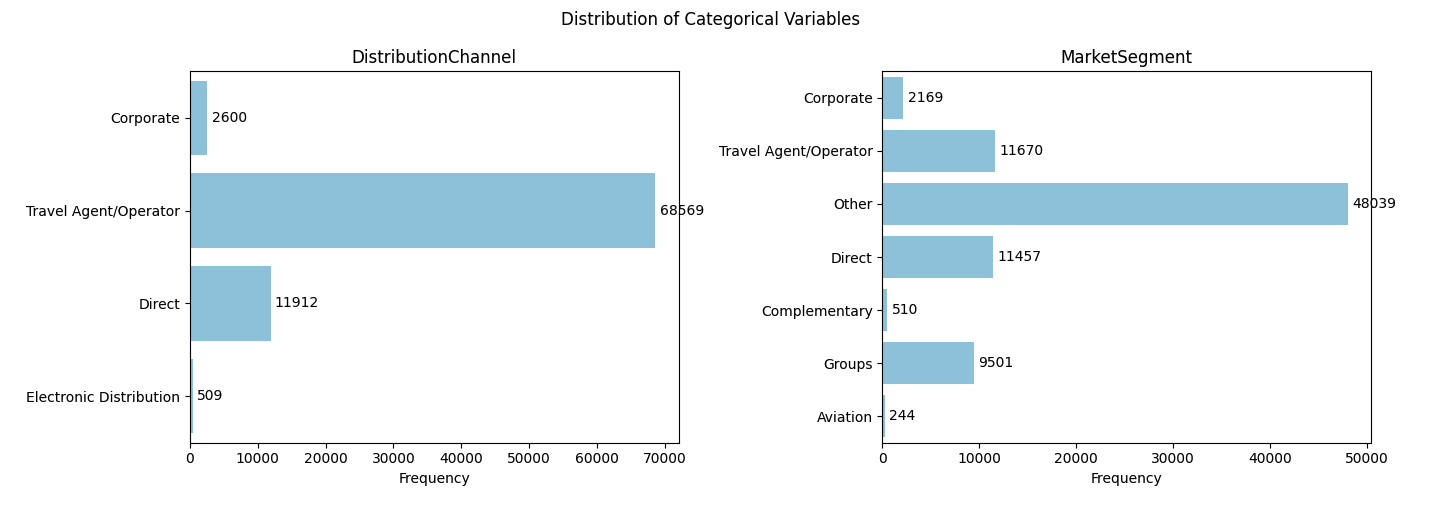 Distribution of Categorical Variables
DistributionChannel
Corporate
2600
Travel Agent/Operator
68569
Direct
11912
Electronic Distribution
509
0 10000 20000 30000 40000 50000 60000 70000
Frequency
MarketSegment
Corporate
2169
Travel Agent/Operator
11670
Other
48039
Direct
11457
Complementary
510
Groups
9501
Aviation
244
0 10000 20000 30000 40000 50000
Frequency